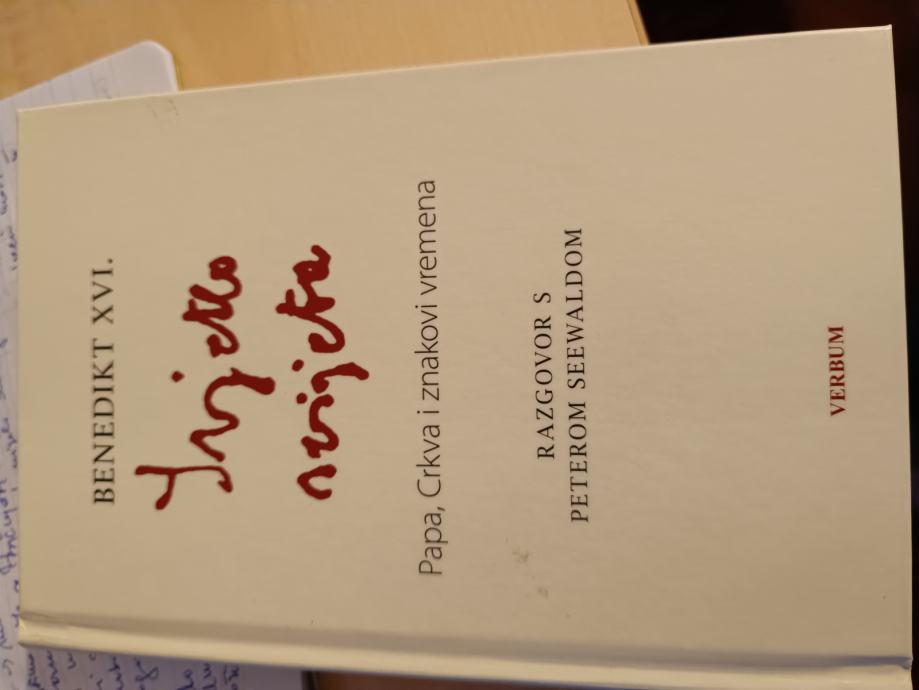 BENEDIKT XVI.
Svjetlo
svijeta
Papa, Crkva i znakovi vremena
RAZGOVOR S
PETEROM SEEWALDOM
VERBUM